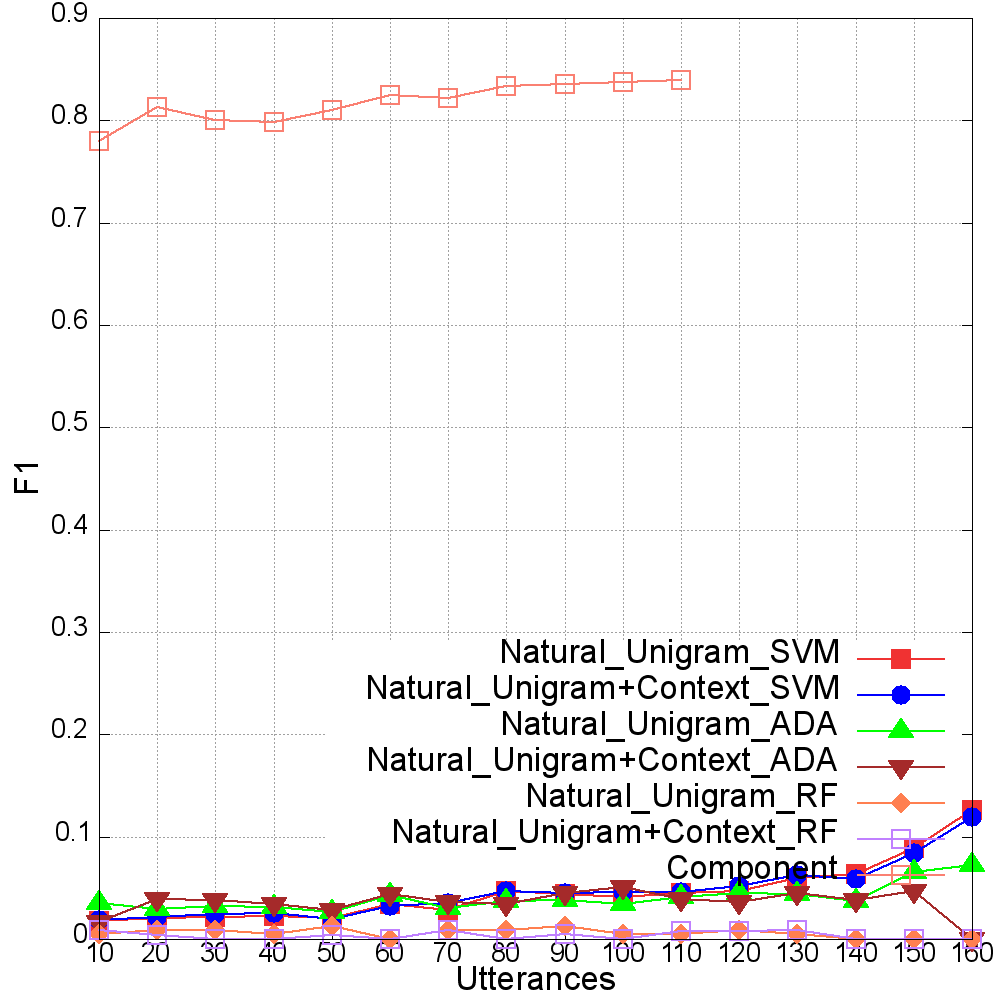 0.9
0.8
0.7
0.6
0.5
0.4
0.3
0.2
0.1
0
F1
Natural_Unigram_SVM
Natural_Unigram+Context_SVM
Natural_Unigram_ADA
Natural_Unigram+Context_ADA
Natural_Unigram_RF
Natural_Unigram+Context_RF
Component
10 20 30 40 50 60 70 80 90 100 110 120 130 140 150 160
Utterances